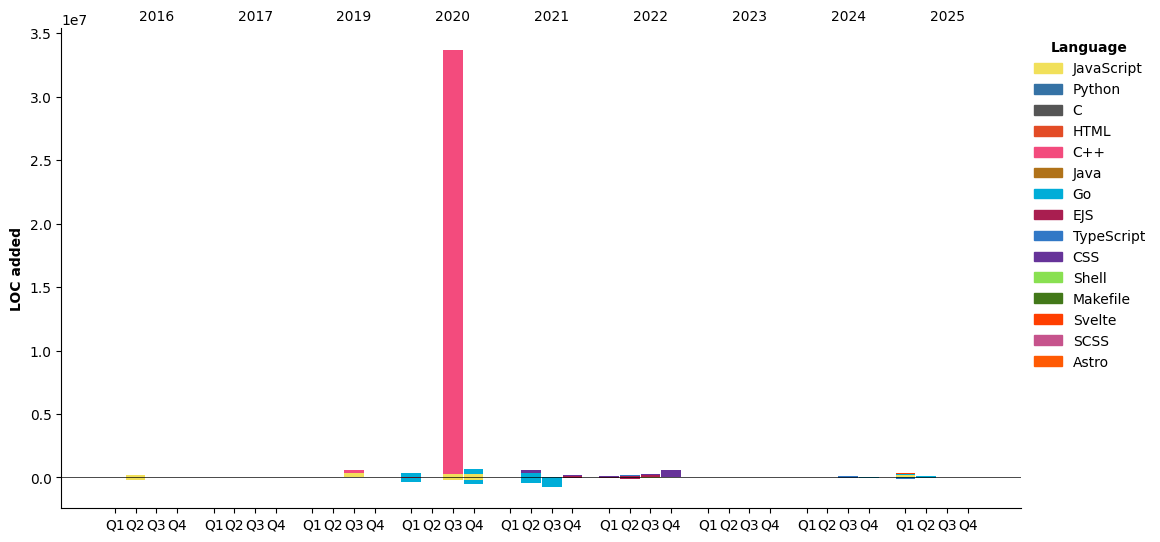 2016 2017 2019 2020 2021 2022 2023 2024 2025
1e7
3.5
3.0
2.5
2.0
1.5
1.0
0.5
0.0
LOC added
Q1 Q2 Q3 Q4 Q1 Q2 Q3 Q4 Q1 Q2 Q3 Q4 Q1 Q2 Q3 Q4 Q1 Q2 Q3 Q4 Q1 Q2 Q3 Q4 Q1 Q2 Q3 Q4 Q1 Q2 Q3 Q4 Q1 Q2 Q3 Q4
Language
JavaScript
Python
C
HTML
C++
Java
Go
EJS
TypeScript
CSS
Shell
Makefile
Svelte
SCSS
Astro